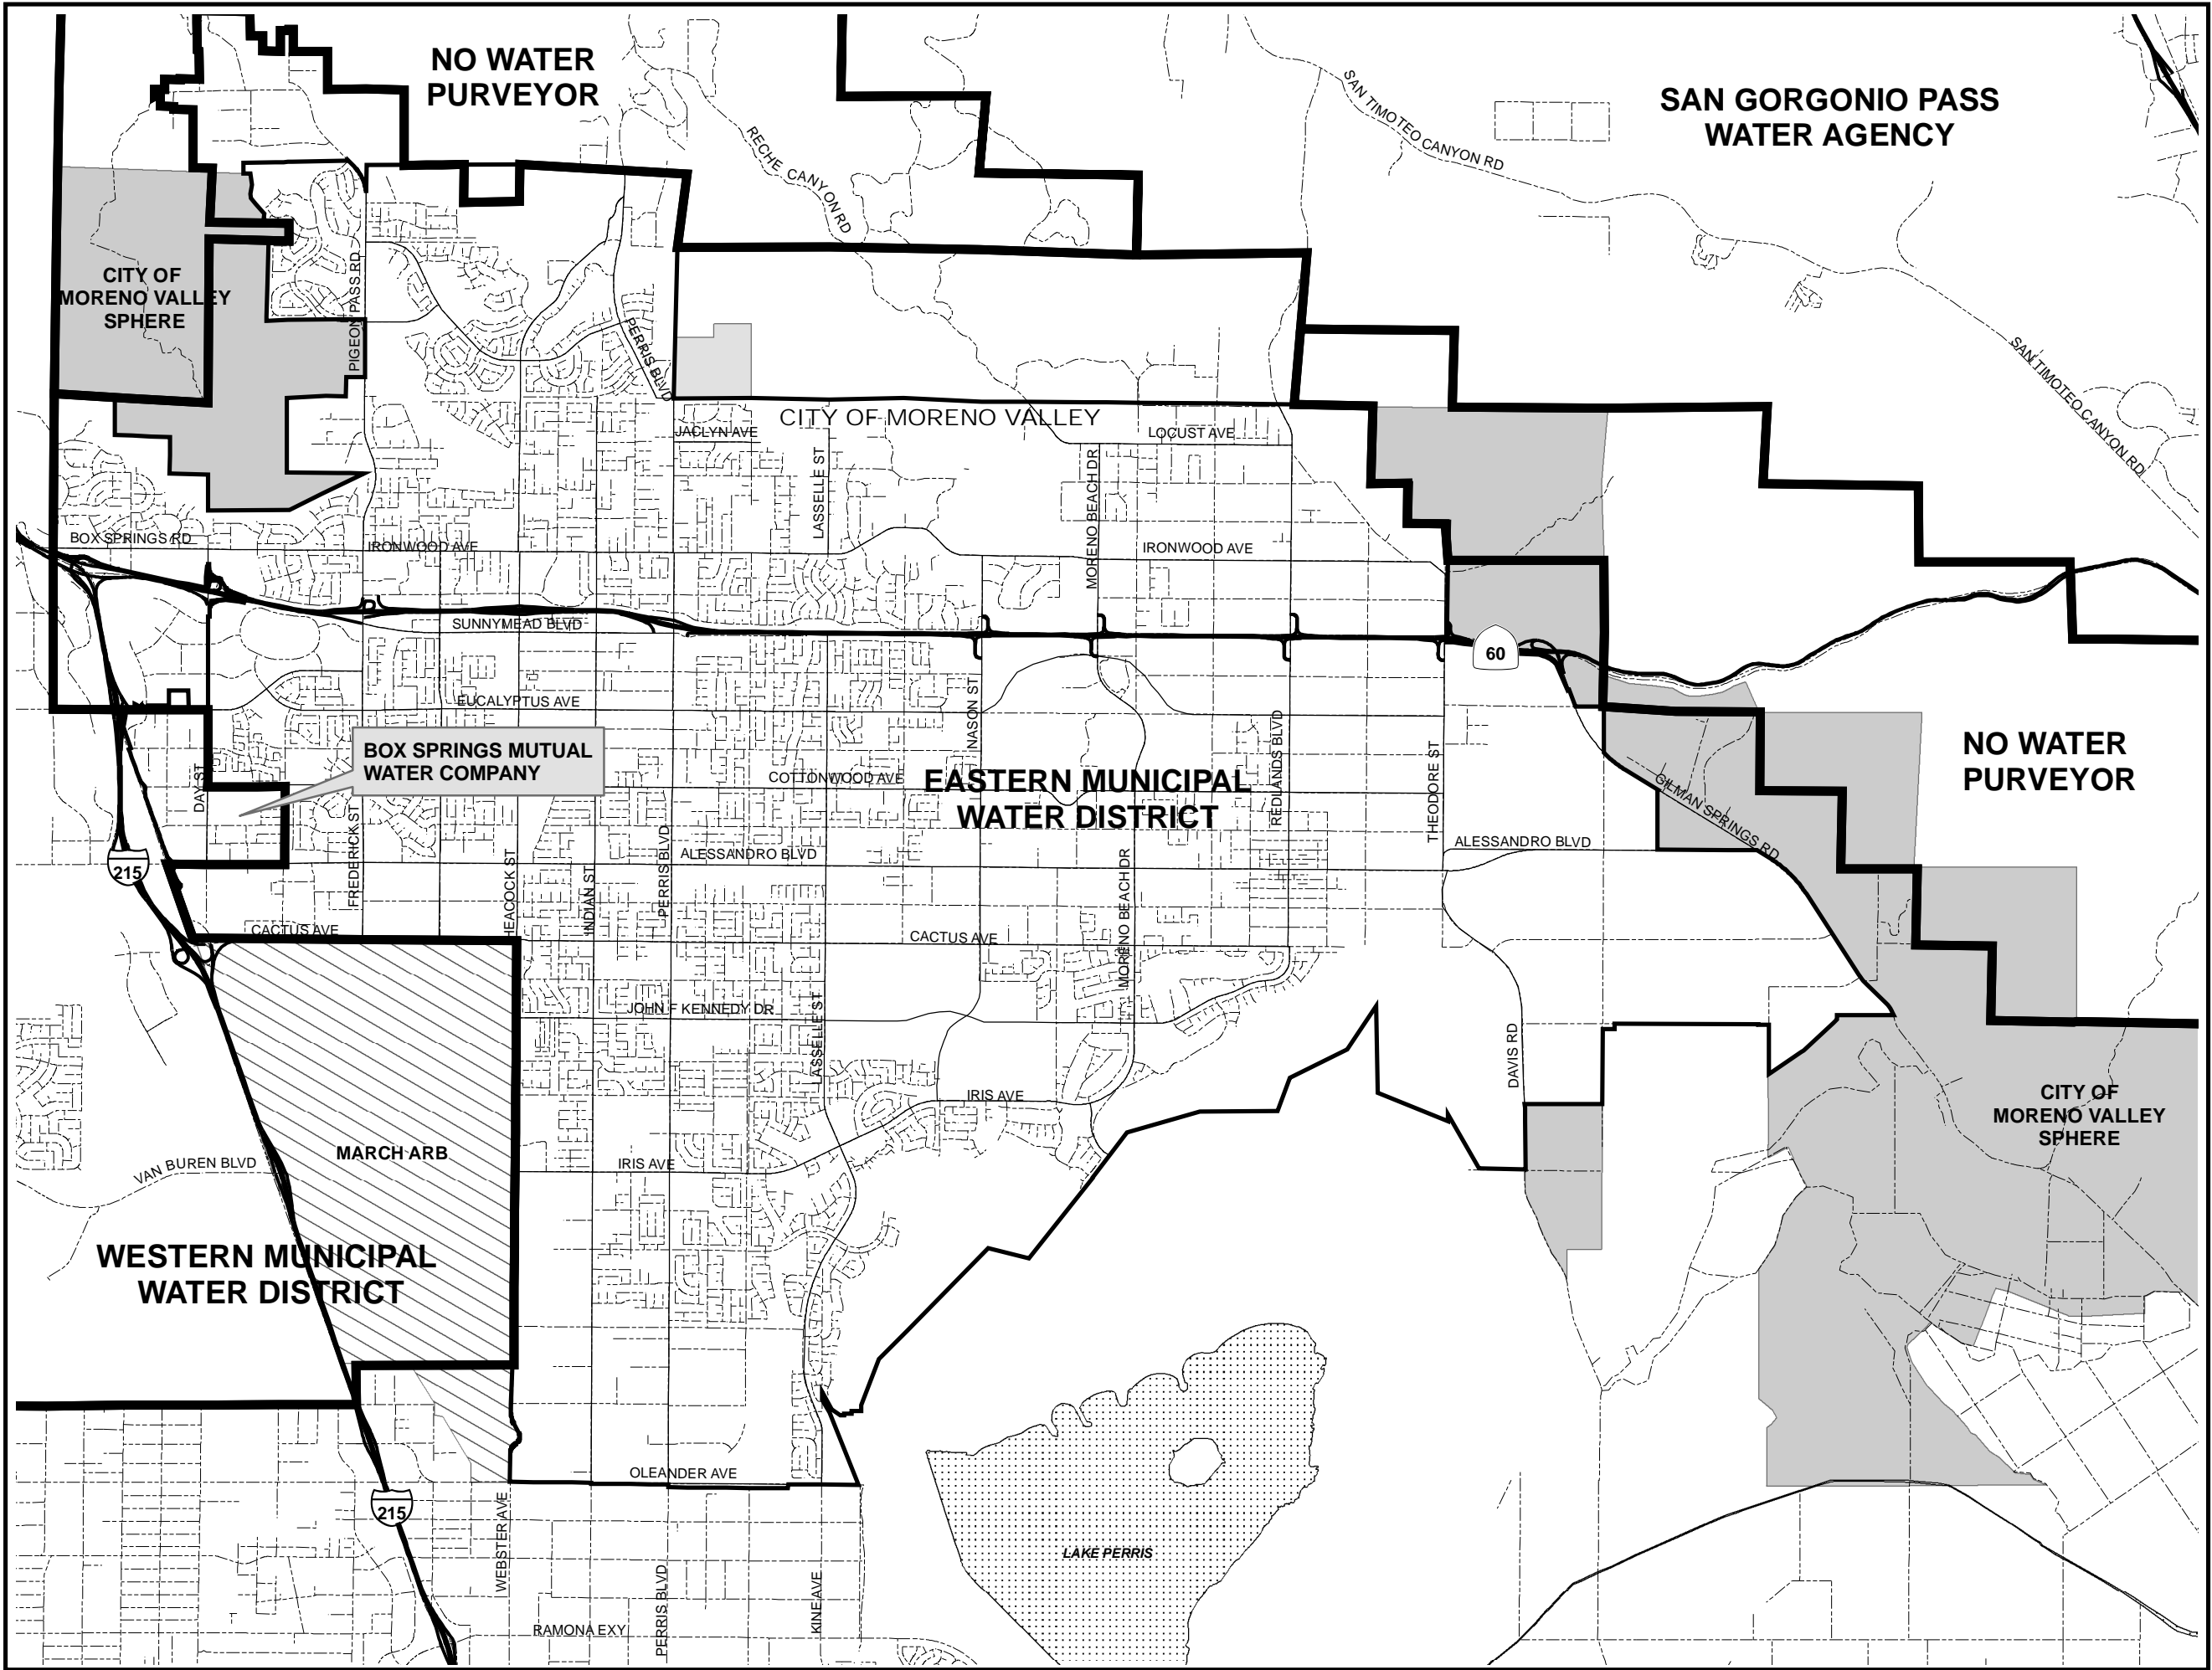 NO WATER
PURVEYOR
SAN GORGONIO PASS
WATER AGENCY
SAN TIMOTEO CANYON RD
RECHE CANYON RD
CITY OF
MORENO VALLEY
SPHERE
PIGEON PASS RD
PERRIS BLVD
SAN TIMOTEO CANYON RD
CITY OF MORENO VALLEY
JACLYN AVE
LOCUST AVE
LASSELLE ST
MORENO BEACH DR
BOX SPRINGS RD
IRONWOOD AVE
IRONWOOD AVE
SUNNYMEAD BLVD
60
EUCALYPTUS AVE
NASON ST
REDLANDS BLVD
THEODORE ST
BOX SPRINGS MUTUAL
WATER COMPANY
DAY ST
COTTONWOOD AVE
EASTERN MUNICIPAL
WATER DISTRICT
NO WATER
PURVEYOR
GILMAN SPRINGS RD
FREDERICK ST
HEACOCK ST
INDIAN ST
PERRIS BLVD
ALESSANDRO BLVD
ALESSANDRO BLVD
215
MORENO BEACH DR
CACTUS AVE
CACTUS AVE
JOHN F KENNEDY DR
LASSELLE ST
DAVIS RD
IRIS AVE
CITY OF
MORENO VALLEY
SPHERE
MARCH ARB
VAN BUREN BLVD
IRIS AVE
WESTERN MUNICIPAL
WATER DISTRICT
OLEANDER AVE
215
WEBSTER AVE
LAKE PERRIS
PERRIS BLVD
KINE AVE
RAMONA EXY